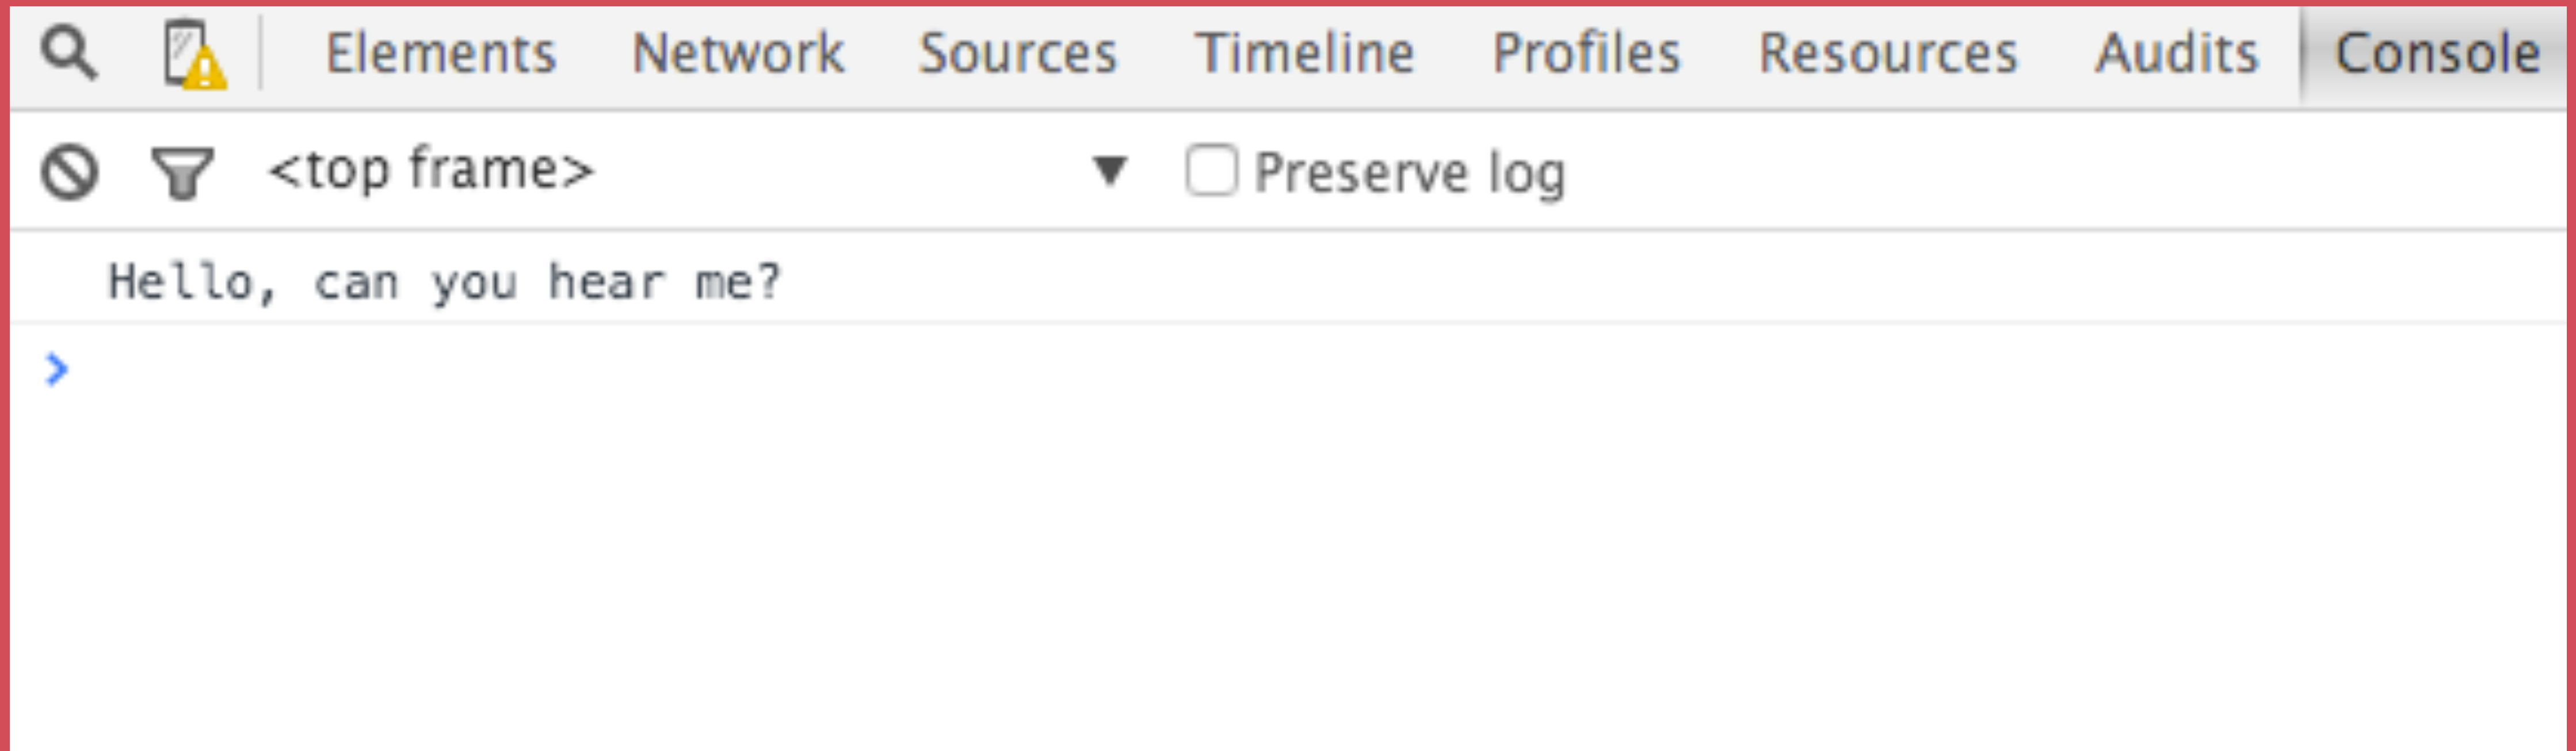 Elements Network Sources Timeline Profiles Resources Audits Console
<top frame> Preserve log
Hello, can you hear me?